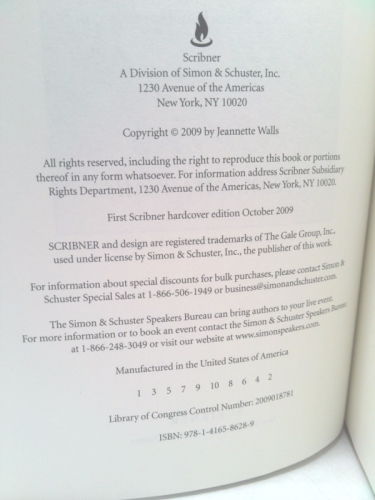 Scribner
A Division of Simon & Schuster, Inc.
1230 Avenue of the Americas
New York, NY 10020
Copyright © 2009 by Jeannette Walls
All rights reserved, including the right to reproduce this book or portions
thereof in any form whatsoever. For information address Scribner Subsidiary
Rights Department, 1230 Avenue of the Americas, New York, NY 10020.
First Scribner hardcover edition October 2009
SCRIBNER and design are registered trademarks of The Gale Group, Inc.,
used under license by Simon & Schuster, Inc., the publisher of this work.
For information about special discounts for bulk purchases, please contact Simon &
Schuster Special Sales at 1-866-506-1949 or business@simonandschuster.com.
The Simon & Schuster Speakers Bureau can bring authors to your live event.
For more information or to book an event contact the Simon & Schuster Speakers Bureau
at 1-866-248-3049 or visit our website at www.simonspeakers.com.
Manufactured in the United States of America
1 3 5 7 9 10 8 6 4 2
Library of Congress Control Number: 2009018781
ISBN: 978-1-4165-8628-9